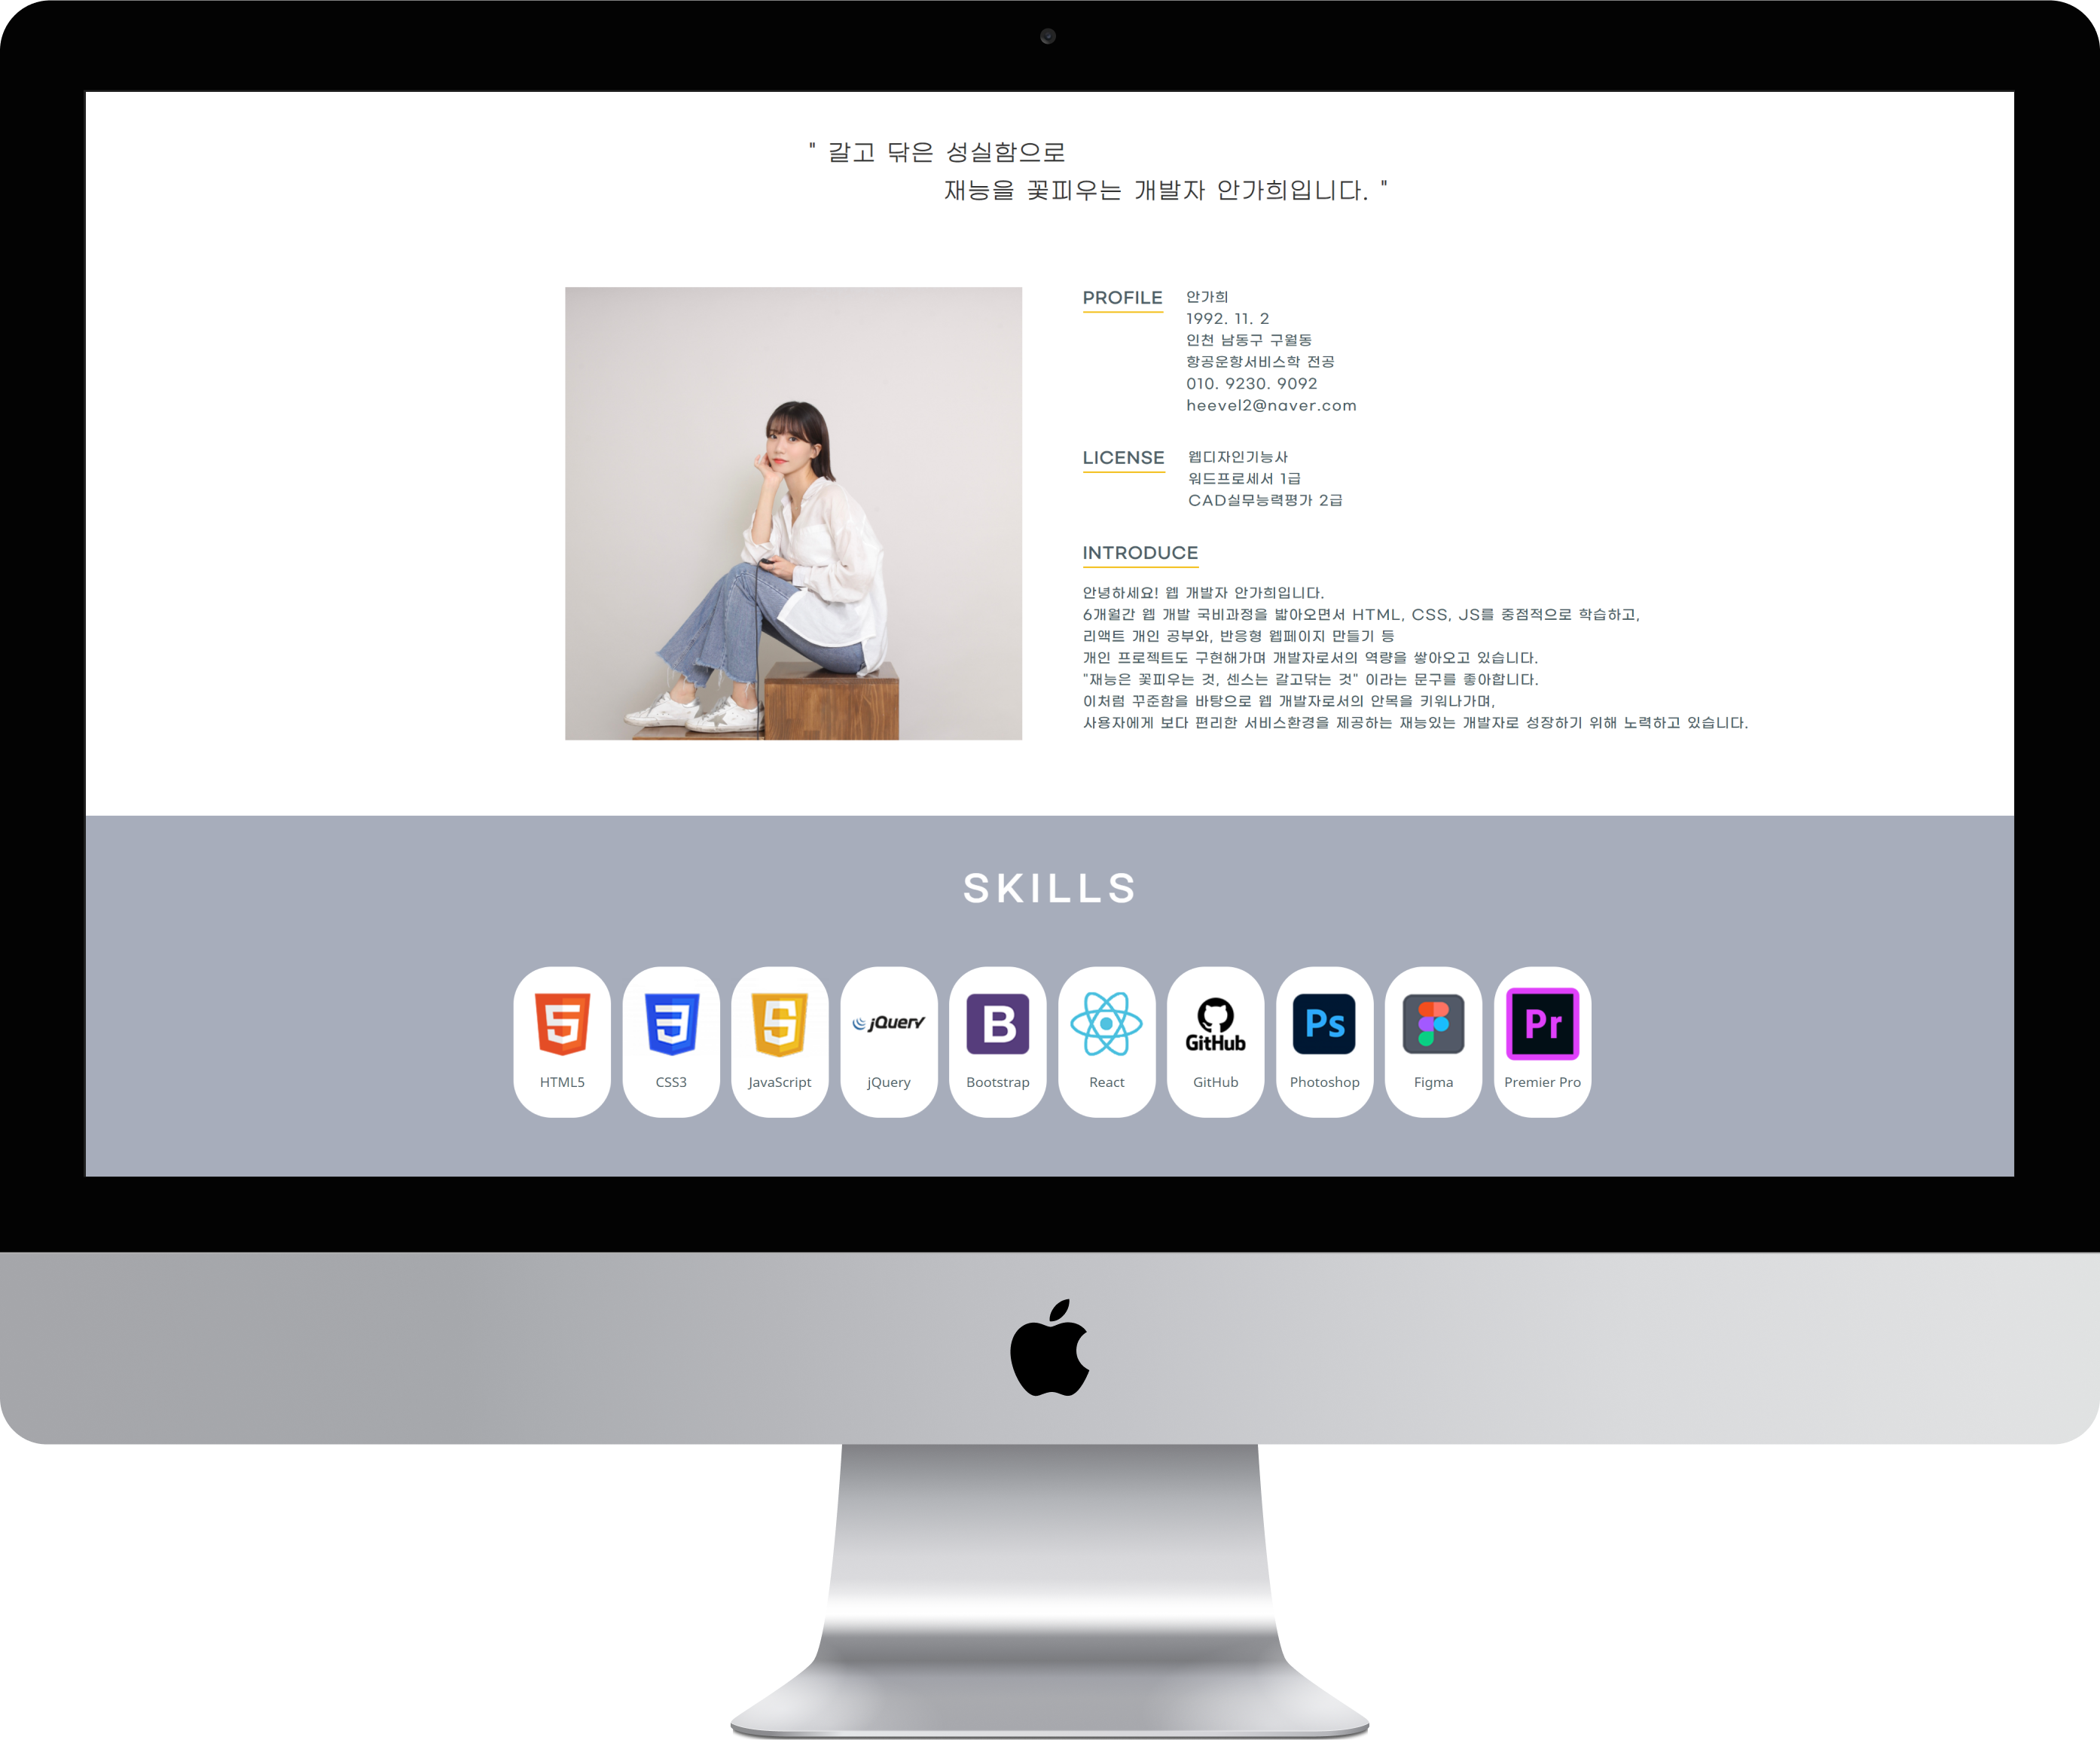 " 갈고 닦은 성실함으로
재능을 꽃피우는 개발자 안가희입니다. "
PROFILE
안가희
1992. 11. 2
인천 남동구 구월동
항공운항서비스학 전공
010. 9230. 9092
heevel2@naver.com
LICENSE
웹디자인기능사
워드프로세서 1급
CAD실무능력평가 2급
INTRODUCE
안녕하세요! 웹 개발자 안가희입니다.
6개월간 웹 개발 국비과정을 밟아오면서 HTML, CSS, JS를 중점적으로 학습하고,
리액트 개인 공부와, 반응형 웹페이지 만들기 등
개인 프로젝트도 구현해가며 개발자로서의 역량을 쌓아오고 있습니다.
"재능은 꽃피우는 것, 센스는 갈고닦는 것" 이라는 문구를 좋아합니다.
이처럼 꾸준함을 바탕으로 웹 개발자로서의 안목을 키워나가며,
사용자에게 보다 편리한 서비스환경을 제공하는 재능있는 개발자로 성장하기 위해 노력하고 있습니다.
SKILLS
jQuery
B
GitHub
Ps
Pr
HTML5
CSS3
JavaScript
jQuery
Bootstrap
React
GitHub
Photoshop
Figma
Premier Pro